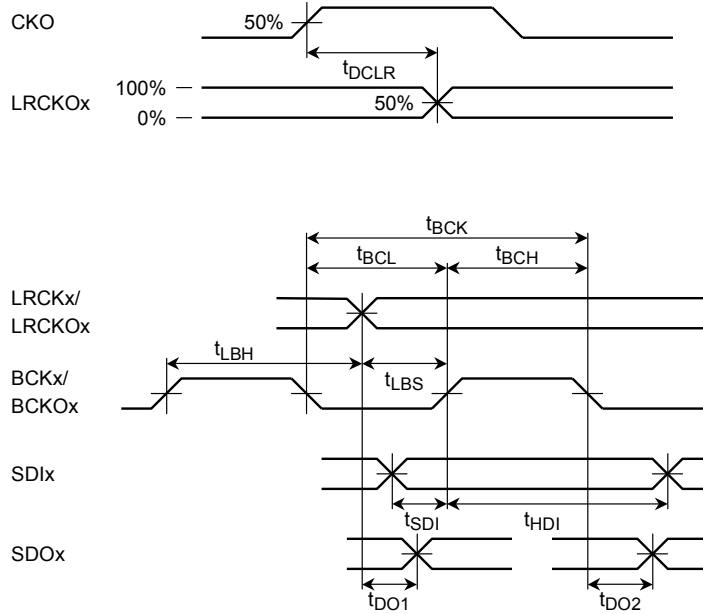 CKO
50%
tDCLR
100%
LRCKOx
50%
0%
tBCK
tBCL
tBCH
LRCKx/
LRCKOx
tLBH
BCKx/
tLBS
BCKOx
SDIx
tSDI
tHDI
SDOx
tDO1
tDO2